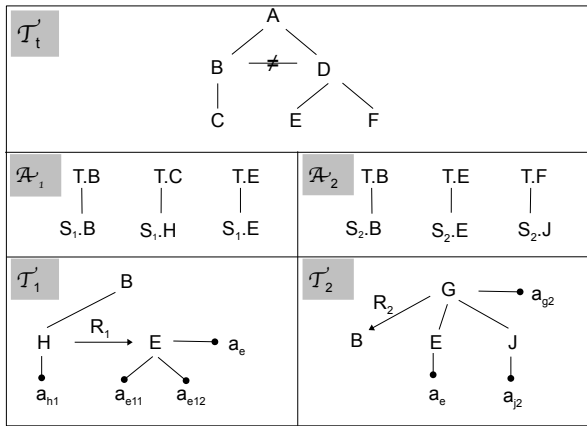 𝒯t
A
B ≠ D
C E F
𝒜1
T.B T.C T.E
S1.B S1.H S1.E
𝒜2
T.B T.E T.F
S2.B S2.E S2.J
𝒯1
B
R1
H E ae
ah1 ae11 ae12
𝒯2
G ag2
R2
B E J
ae aj2